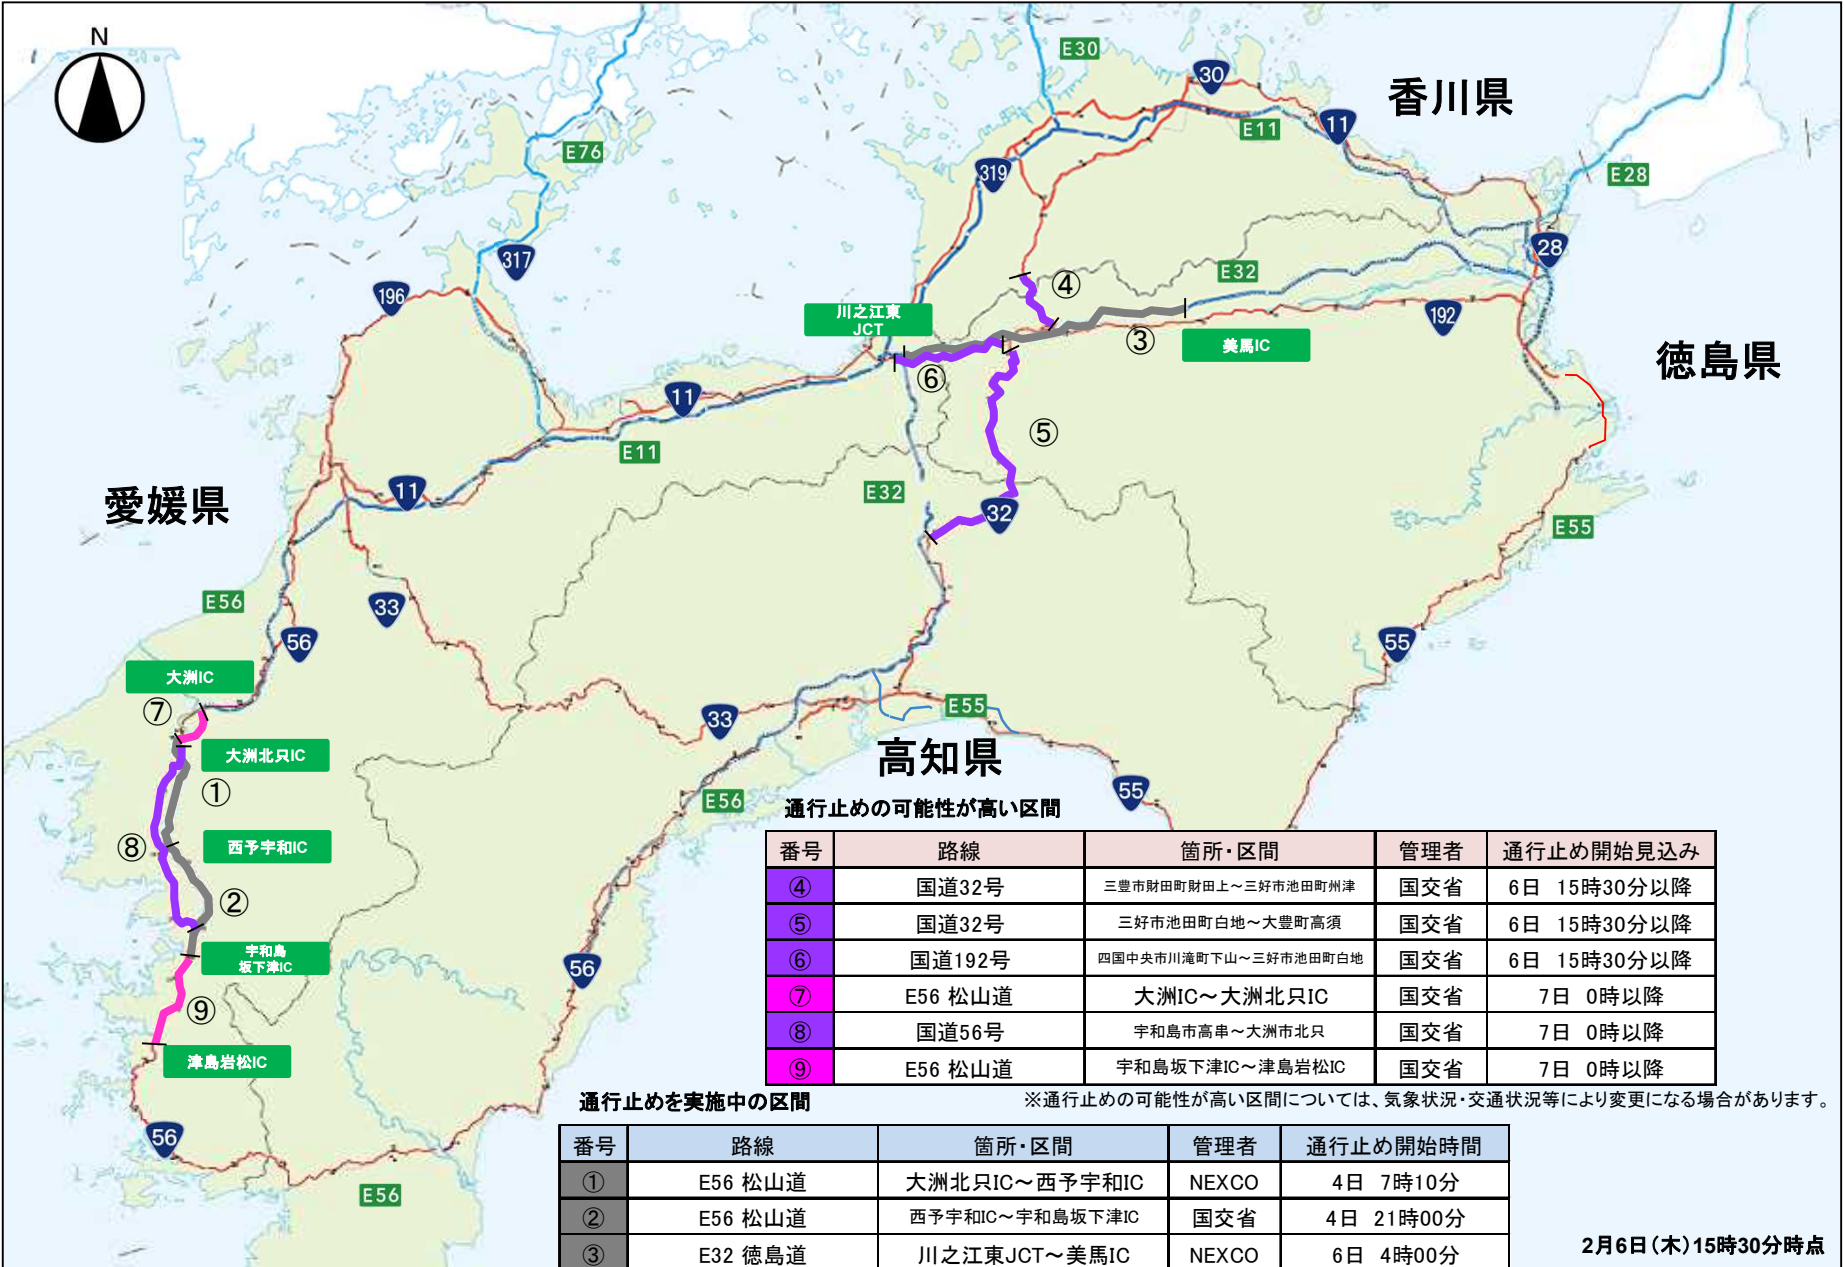 N
香川県
E30
30
E11
11
E76
319
E28
317
28
196
E32
④
川之江東
JCT
192
③
美馬IC
徳島県
⑥
11
⑤
E11
愛媛県
11
E32
32
E55
E56
33
56
55
大洲IC
⑦
33
E55
大洲北只IC
高知県
①
E56
55
⑧
西予宇和IC
②
宇和島
坂下津IC
56
⑨
津島岩松IC
56
E56
通行止めの可能性が高い区間
番号 路線 箇所・区間 管理者 通行止め開始見込み
④ 国道32号 三豊市財田町財田上～三好市池田町州津 国交省 6日 15時30分以降
⑤ 国道32号 三好市池田町白地～大豊町高須 国交省 6日 15時30分以降
⑥ 国道192号 四国中央市川滝町下山～三好市池田町白地 国交省 6日 15時30分以降
⑦ E56 松山道 大洲IC～大洲北只IC 国交省 7日 0時以降
⑧ 国道56号 宇和島市高串～大洲市北只 国交省 7日 0時以降
⑨ E56 松山道 宇和島坂下津IC～津島岩松IC 国交省 7日 0時以降
※通行止めの可能性が高い区間については、気象状況・交通状況等により変更になる場合があります。
通行止めを実施中の区間
番号 路線 箇所・区間 管理者 通行止め開始時間
① E56 松山道 大洲北只IC～西予宇和IC NEXCO 4日 7時10分
② E56 松山道 西予宇和IC～宇和島坂下津IC 国交省 4日 21時00分
③ E32 徳島道 川之江東JCT～美馬IC NEXCO 6日 4時00分
2月6日(木)15時30分時点